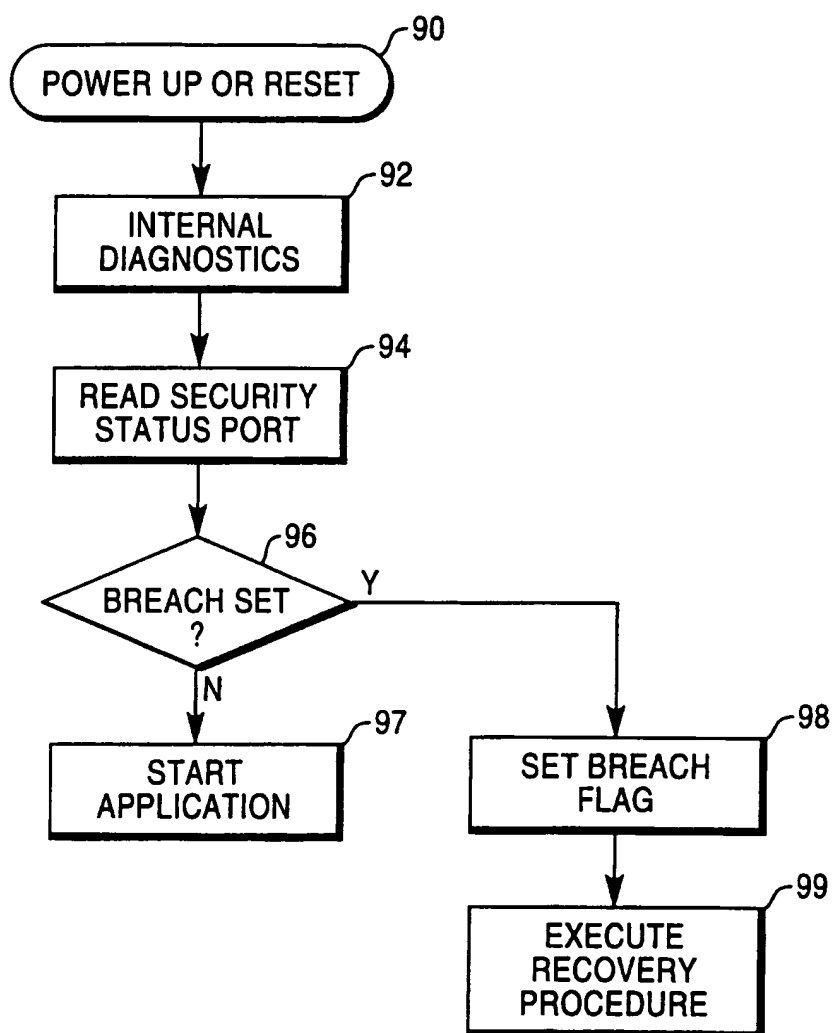 90
POWER UP OR RESET
92
INTERNAL
DIAGNOSTICS
94
READ SECURITY
STATUS PORT
96
BREACH SET
?
Y
N
97
START
APPLICATION
98
SET BREACH
FLAG
99
EXECUTE
RECOVERY
PROCEDURE